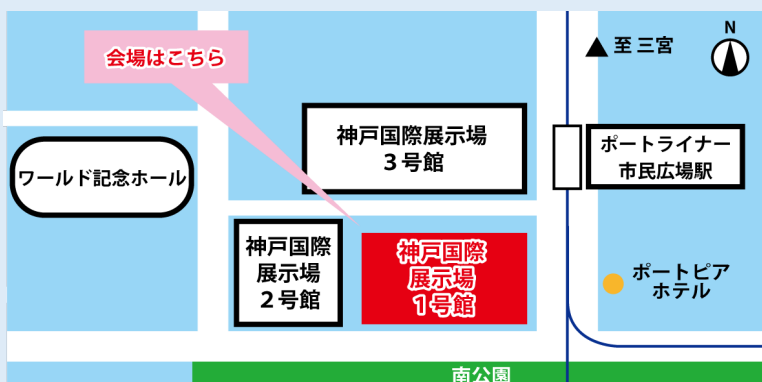 会場はこちら
至 三宮
N
神戸国際展示場
3号館
ポートライナー
市民広場駅
ワールド記念ホール
神戸国際
展示場
2号館
神戸国際
展示場
1号館
ポートピア
ホテル
南公園